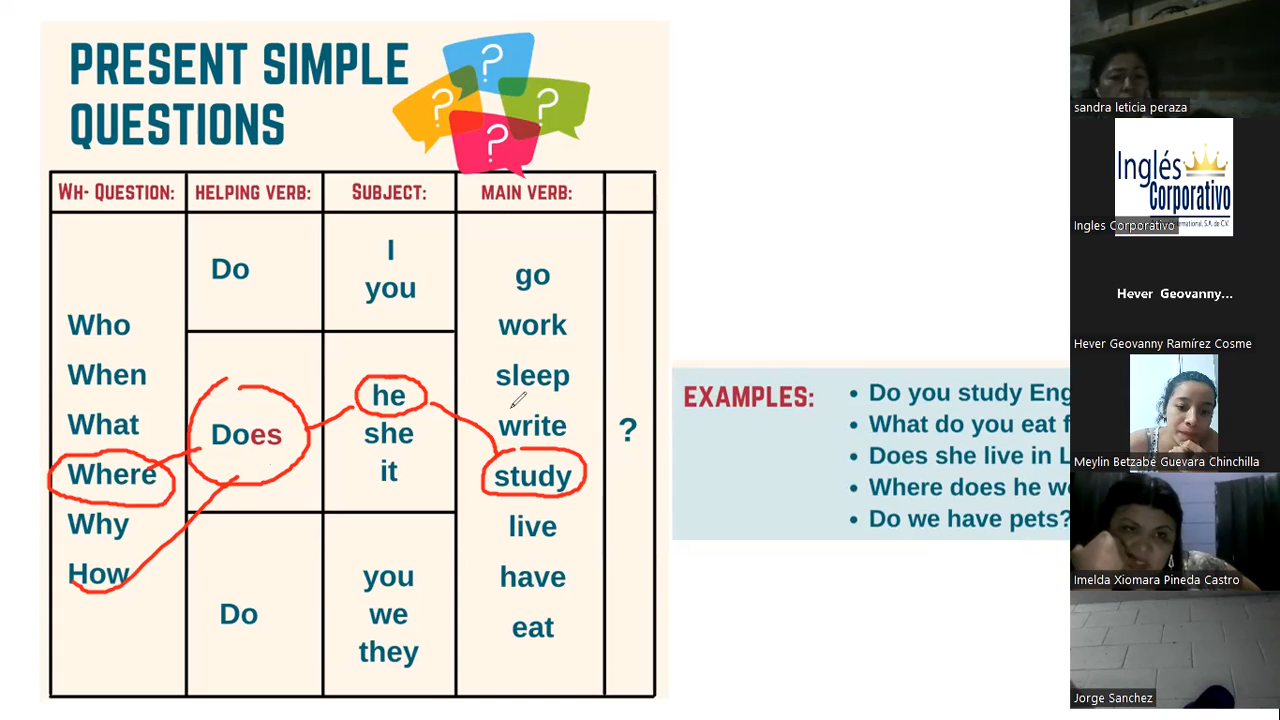 PRESENT SIMPLE
QUESTIONS
? ? ? ?
WH- QUESTION: HELPING VERB: SUBJECT: MAIN VERB:
Who
When
What
Where
Why
How
Do
Does
Do
I
you
he
she
it
you
we
they
go
work
sleep
write
study
live
have
eat
?
EXAMPLES:
• Do you study Eng
• What do you eat f
• Does she live in L
• Where does he wo
• Do we have pets?
sandra leticia peraza
Inglés
Corporativo
International, S.A. de C.V.
Ingles Corporativo
Hever Geovanny...
Hever Geovanny Ramírez Cosme
Meylin Betzabé Guevara Chinchilla
Imelda Xiomara Pineda Castro
Jorge Sanchez